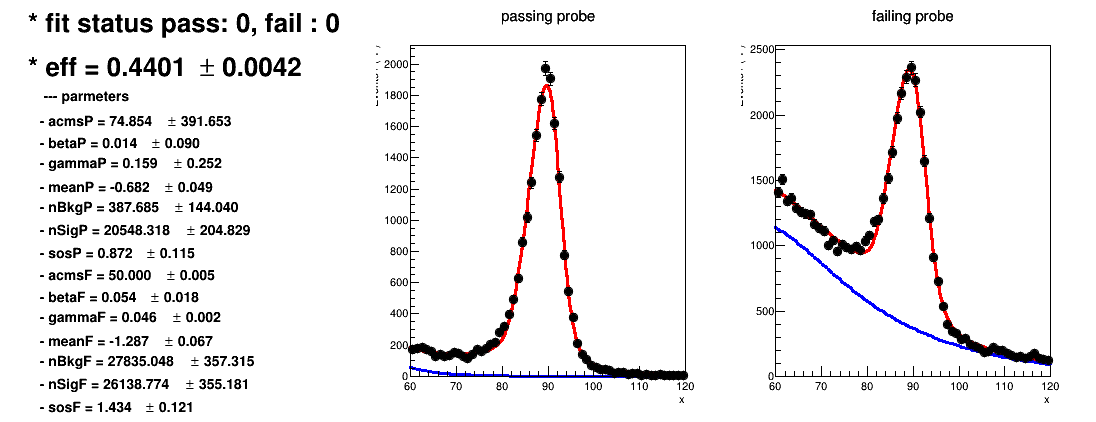 * fit status pass: 0, fail : 0
* eff = 0.4401 ± 0.0042
--- parmeters
- acmsP = 74.854 ± 391.653
- betaP = 0.014 ± 0.090
- gammaP = 0.159 ± 0.252
- meanP = -0.682 ± 0.049
- nBkgP = 387.685 ± 144.040
- nSigP = 20548.318 ± 204.829
- sosP = 0.872 ± 0.115
- acmsF = 50.000 ± 0.005
- betaF = 0.054 ± 0.018
- gammaF = 0.046 ± 0.002
- meanF = -1.287 ± 0.067
- nBkgF = 27835.048 ± 357.315
- nSigF = 26138.774 ± 355.181
- sosF = 1.434 ± 0.121
passing probe
2000
1800
1600
1400
1200
1000
800
600
400
200
0
60 70 80 90 100 110 120
x
failing probe
2500
2000
1500
1000
500
0
60 70 80 90 100 110 120
x